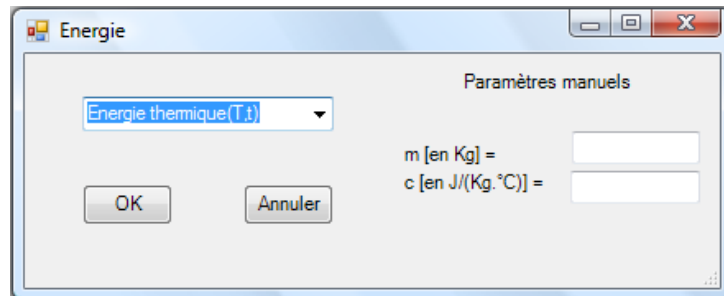 Energie
Paramètres manuels
Energie thermique(T,t)
m [en Kg] =
c [en J/(Kg.°C)] =
OK
Annuler